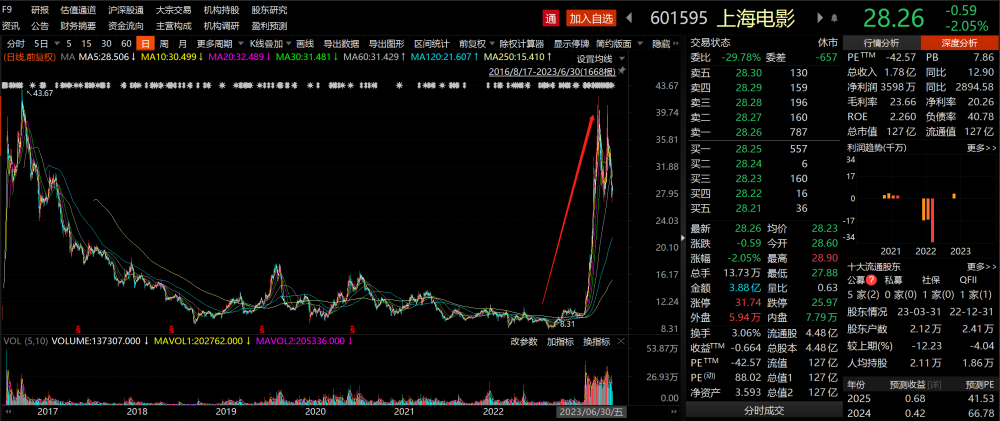 F9 研报 估值通道 沪深股通 大宗交易 机构持股 股东研究
资讯 公告 财务摘要 资金流向 主营构成 机构调研 盈利预测
通 加入自选 601595 上海电影 28.26 -0.59 -2.05%
分时 5日 5 15 30 60 日 周 月 更多周期 K线叠加 画线 导出数据 导出图形 区间统计 前复权 除权计算器 显示停牌 简约版面 隐藏
(日线,前复权) MA MA5:28.506↓ MA10:30.499↓ MA20:32.489↓ MA30:31.481↑ MA60:31.429↑ MA120:21.607↑ MA250:15.410↑ 设置均线
2016/8/17-2023/6/30(1668根)
43.67
8.31
43.67
39.74
35.81
31.88
27.95
24.03
20.10
16.17
12.24
8.31
VOL (5,10) VOLUME:137307.000↓ MAVOL1:202762.000↓ MAVOL2:205336.000↓ 改参数 加指标 换指标
53.87万
26.93万
0.00
2017 2018 2019 2020 2021 2022 2023/06/30/五
交易状态 休市
委比 -29.78% 委差 -657
卖五 28.30 130
卖四 28.29 159
卖三 28.28 196
卖二 28.27 160
卖一 28.26 787
买一 28.25 557
买二 28.24 6
买三 28.23 160
买四 28.22 16
买五 28.21 36
最新 28.26 均价 28.23
涨跌 -0.59 今开 28.60
涨幅 -2.05% 最高 28.90
总手 13.73万 最低 27.88
金额 3.88亿 量比 0.63
涨停 31.74 跌停 25.97
外盘 5.94万 内盘 7.79万
换手 3.06% 流通股 4.48亿
收益TTM -0.664 总股本 4.48亿
PE TTM -42.57 流值 127亿
PE(动) 88.02 总值1 127亿
净资产 3.593 总值2 127亿
分时成交
行情分析 深度分析
PE TTM -42.57 PB 7.86
总收入 1.78亿 同比 12.90
净利润 3598万 同比 2894.58
毛利率 23.66 净利率 20.26
ROE 2.260 负债率 40.78
总市值 127亿 流通值 127亿
利润趋势(千万) 更多>>
34
17
0
-17
-34
2021 2022 2023
十大流通股东 更多>>
公募? 私募 社保 QFII
5家(2) 0家(0) 1家(0) 1家(1)
股东情况 23-03-31 22-12-31
股东户数 2.12万 2.41万
较上期(%) -12.23 -4.04
人均持股 2.11万 1.86万
年份 预测收益[详] 预测PE
2025 0.68 41.53
2024 0.42 66.78